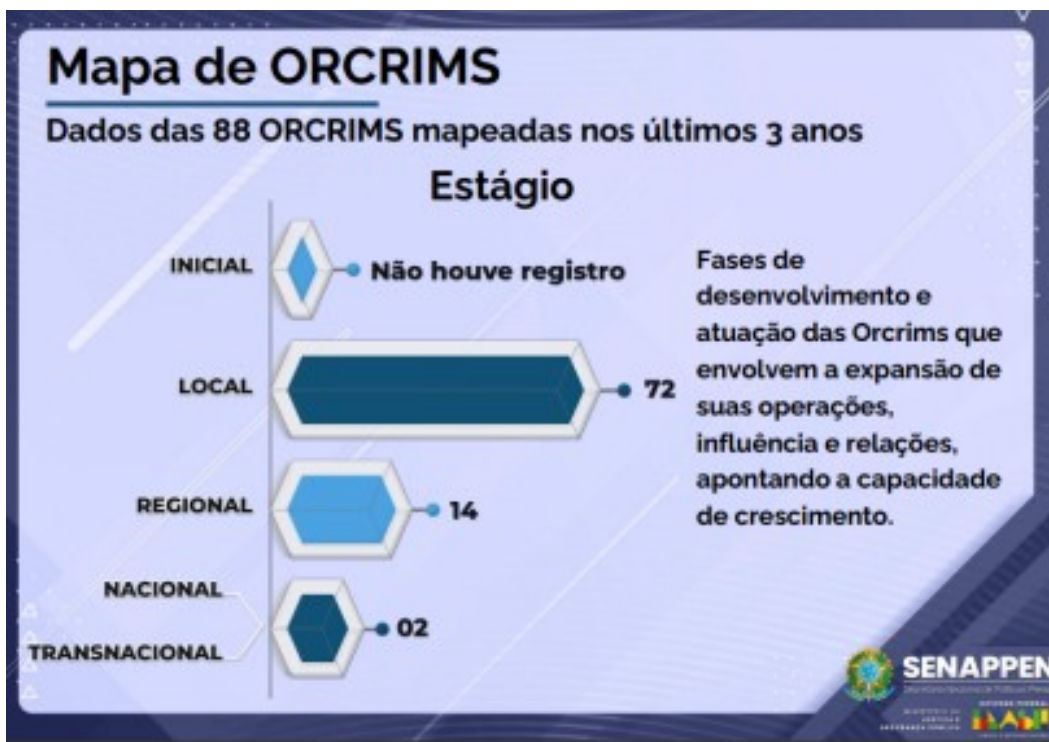 Mapa de ORCRIMS
Dados das 88 ORCRIMS mapeadas nos últimos 3 anos
Estágio
INICIAL
Não houve registro
LOCAL
72
REGIONAL
14
NACIONAL
TRANSNACIONAL
02
Fases de
desenvolvimento e
atuação das Orcrims que
envolvem a expansão de
suas operações,
influência e relações,
apontando a capacidade
de crescimento.
SENAPPEN